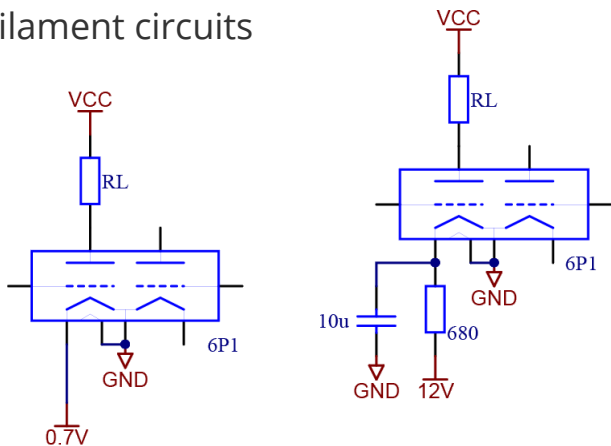 ilament circuits
VCC
RL
6P1
GND
0.7V
VCC
RL
6P1
GND
10u
680
GND
12V